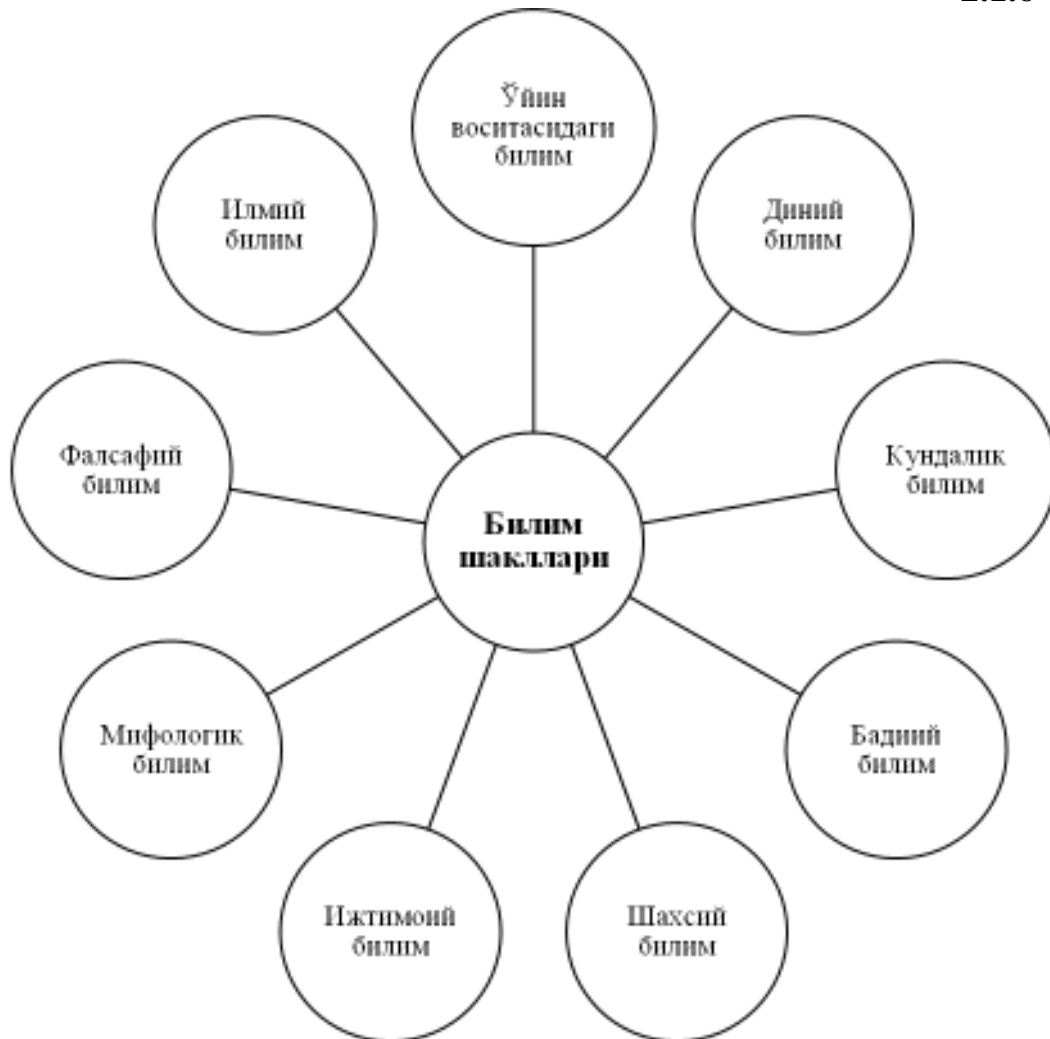 Ўйин
воситасидаги
билим
Диний
билим
Кундалик
билим
Бадиий
билим
Шахсий
билим
Ижтимоий
билим
Мифологик
билим
Фалсафий
билим
Илмий
билим
Билим
шакллари